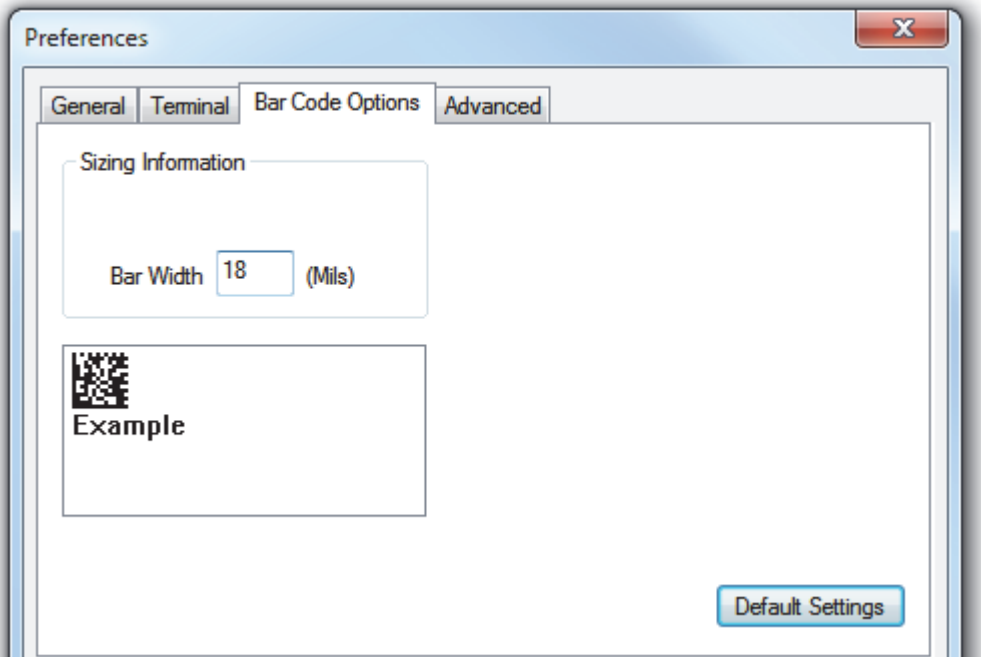 Preferences
General Terminal Bar Code Options Advanced
Sizing Information
Bar Width 18 (Mils)
Example
Default Settings